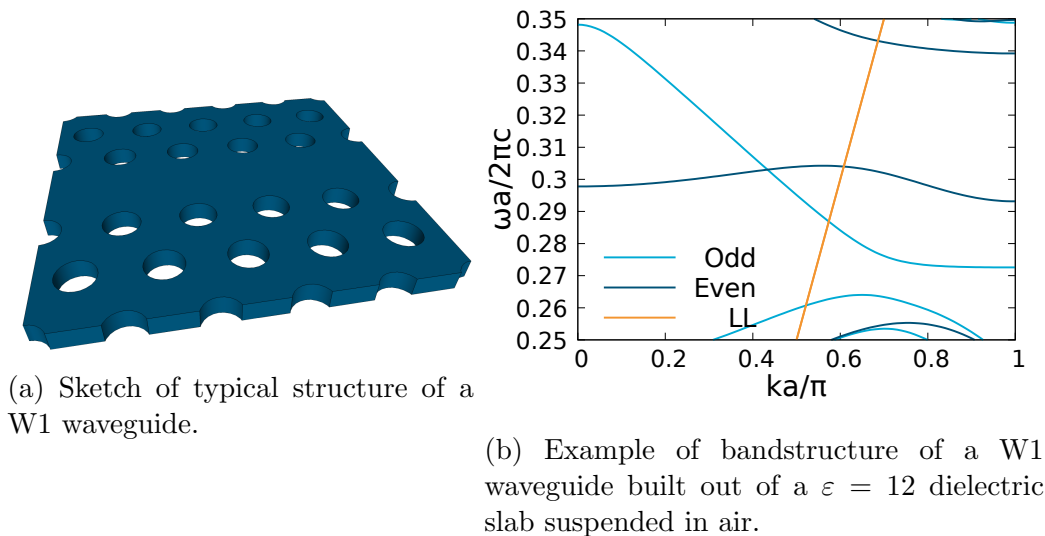 0.35
0.34
0.33
0.32
0.31
0.3
0.29
0.28
0.27
0.26
0.25
ωa/2πc
Odd
Even
LL
0 0.2 0.4 0.6 0.8 1
ka/π
(a) Sketch of typical structure of a
W1 waveguide.
(b) Example of bandstructure of a W1
waveguide built out of a ε = 12 dielectric
slab suspended in air.